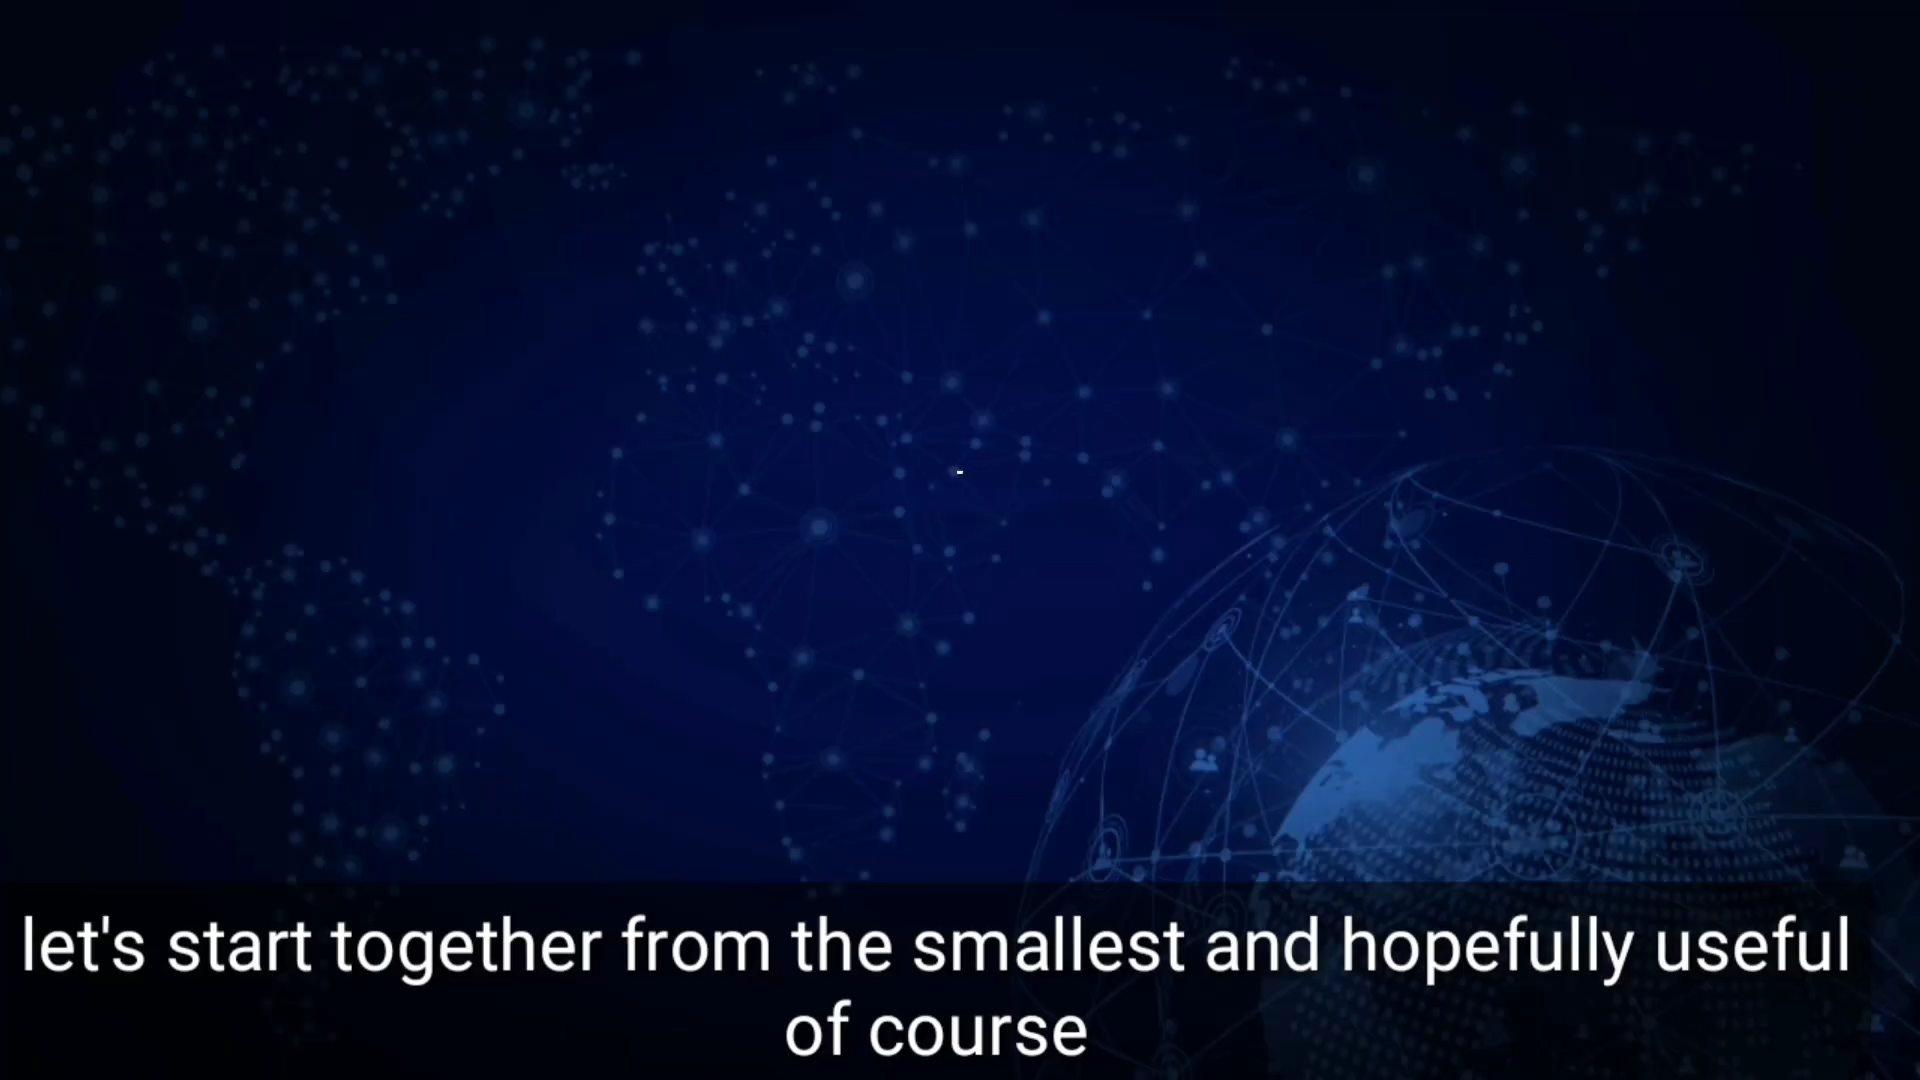 let's start together from the smallest and hopefully useful
of course